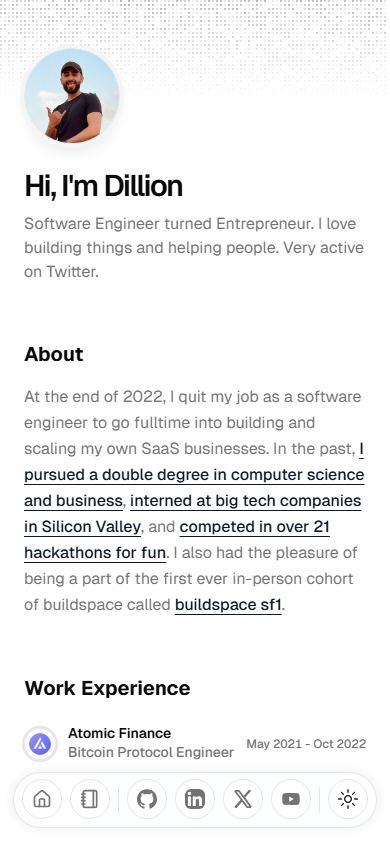 Hi, I'm Dillion
Software Engineer turned Entrepreneur. I love
building things and helping people. Very active
on Twitter.
About
At the end of 2022, I quit my job as a software
engineer to go fulltime into building and
scaling my own SaaS businesses. In the past, I
pursued a double degree in computer science
and business, interned at big tech companies
in Silicon Valley, and competed in over 21
hackathons for fun. I also had the pleasure of
being a part of the first ever in-person cohort
of buildspace called buildspace sf1.
Work Experience
Atomic Finance
Bitcoin Protocol Engineer
May 2021 - Oct 2022